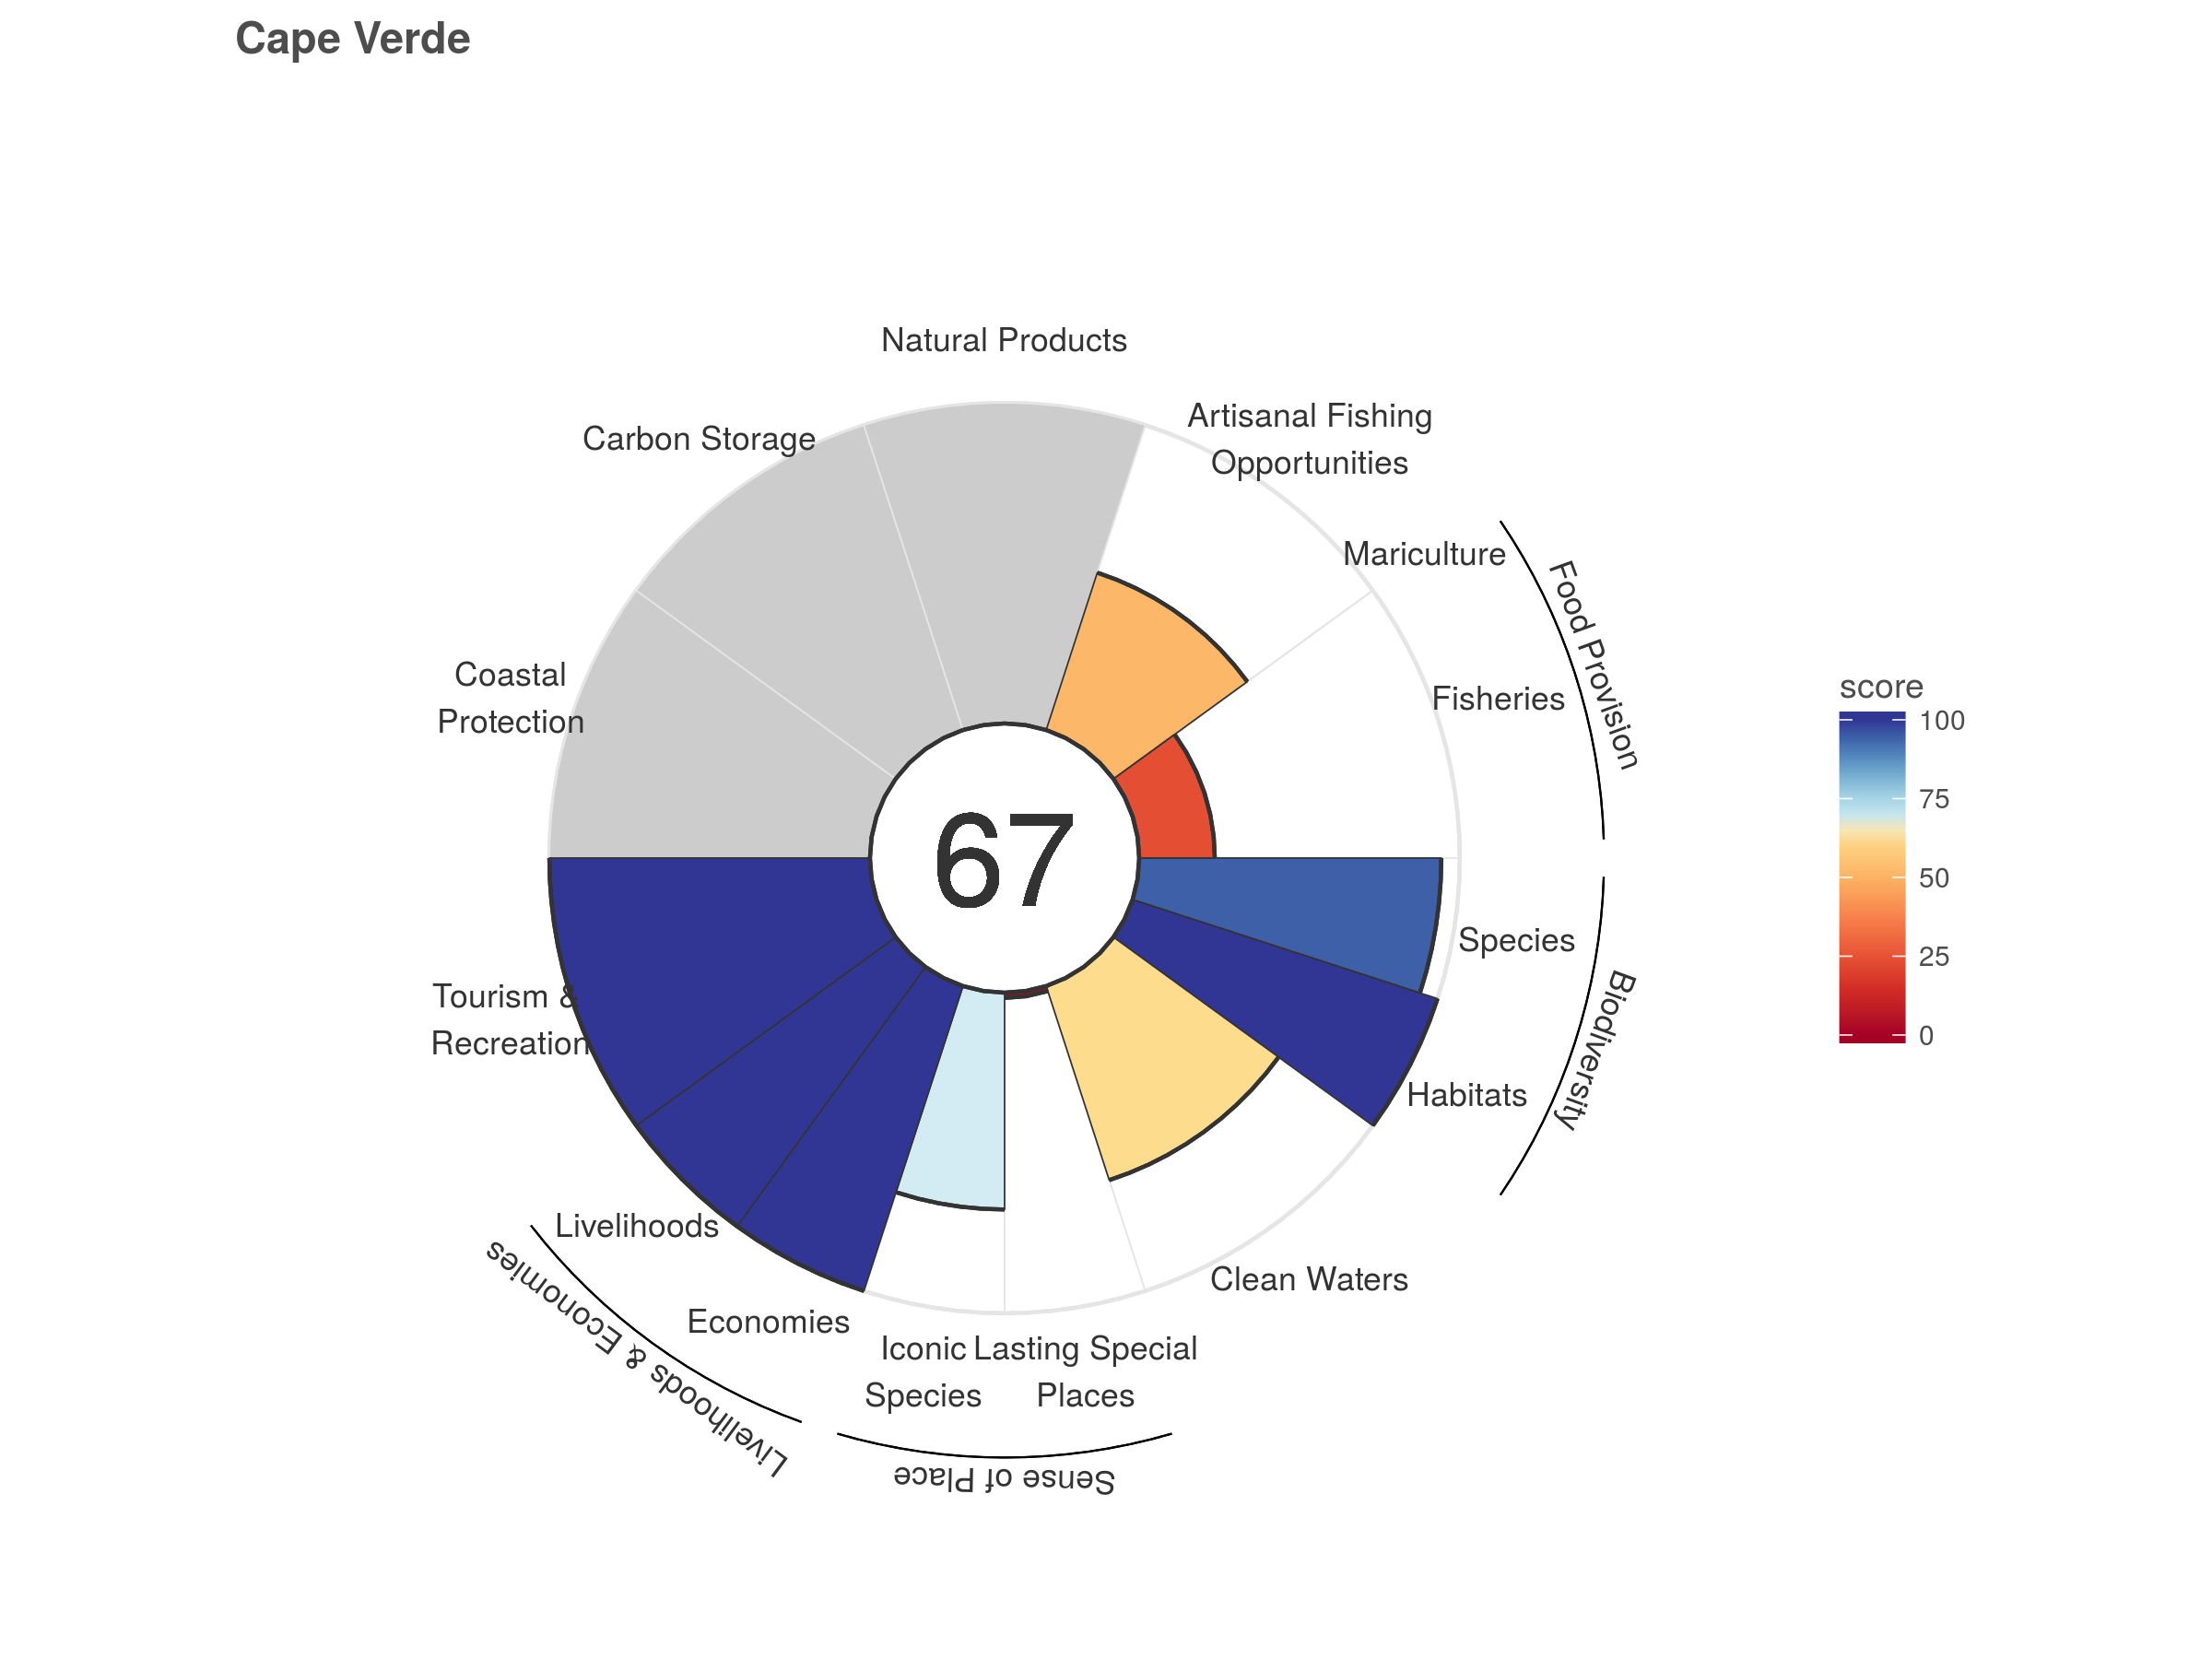 Cape Verde
Natural Products
Artisanal Fishing
Opportunities
Carbon Storage
Mariculture
Food Provision
Fisheries
Coastal
Protection
score
100
75
50
25
0
67
Species
Biodiversity
Tourism &
Recreation
Habitats
Livelihoods
Clean Waters
Economies
Livelihoods & Economies
Iconic
Species
Lasting Special
Places
Sense of Place